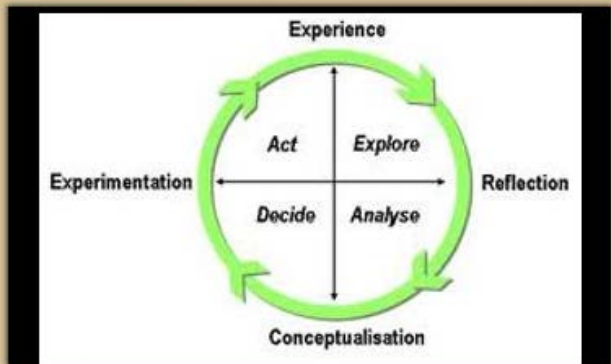 Experience
Act Explore
Experimentation Reflection
Decide Analyse
Conceptualisation